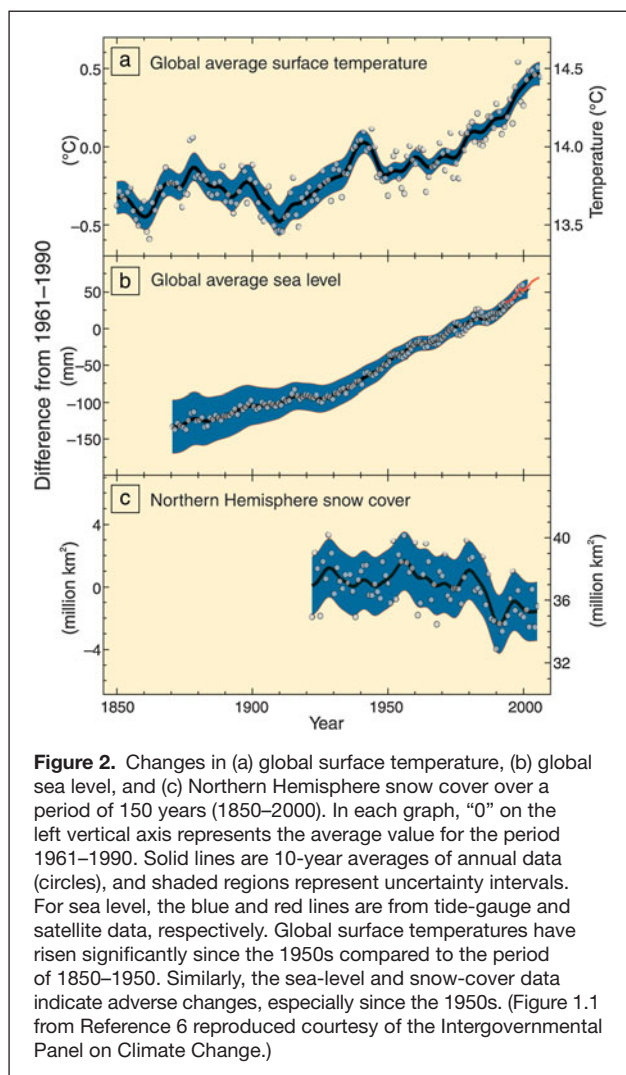 a Global average surface temperature
0.5
0.0
−0.5
(°C)
14.5
14.0
13.5
Temperature (°C)
b Global average sea level
50
0
−50
−100
−150
(mm)
Difference from 1961–1990
c Northern Hemisphere snow cover
4
0
−4
(million km²)
40
36
32
(million km²)
1850
1900
1950
2000
Year
Figure 2. Changes in (a) global surface temperature, (b) global
sea level, and (c) Northern Hemisphere snow cover over a
period of 150 years (1850–2000). In each graph, “0” on the
left vertical axis represents the average value for the period
1961–1990. Solid lines are 10-year averages of annual data
(circles), and shaded regions represent uncertainty intervals.
For sea level, the blue and red lines are from tide-gauge and
satellite data, respectively. Global surface temperatures have
risen significantly since the 1950s compared to the period
of 1850–1950. Similarly, the sea-level and snow-cover data
indicate adverse changes, especially since the 1950s. (Figure 1.1
from Reference 6 reproduced courtesy of the Intergovernmental
Panel on Climate Change.)